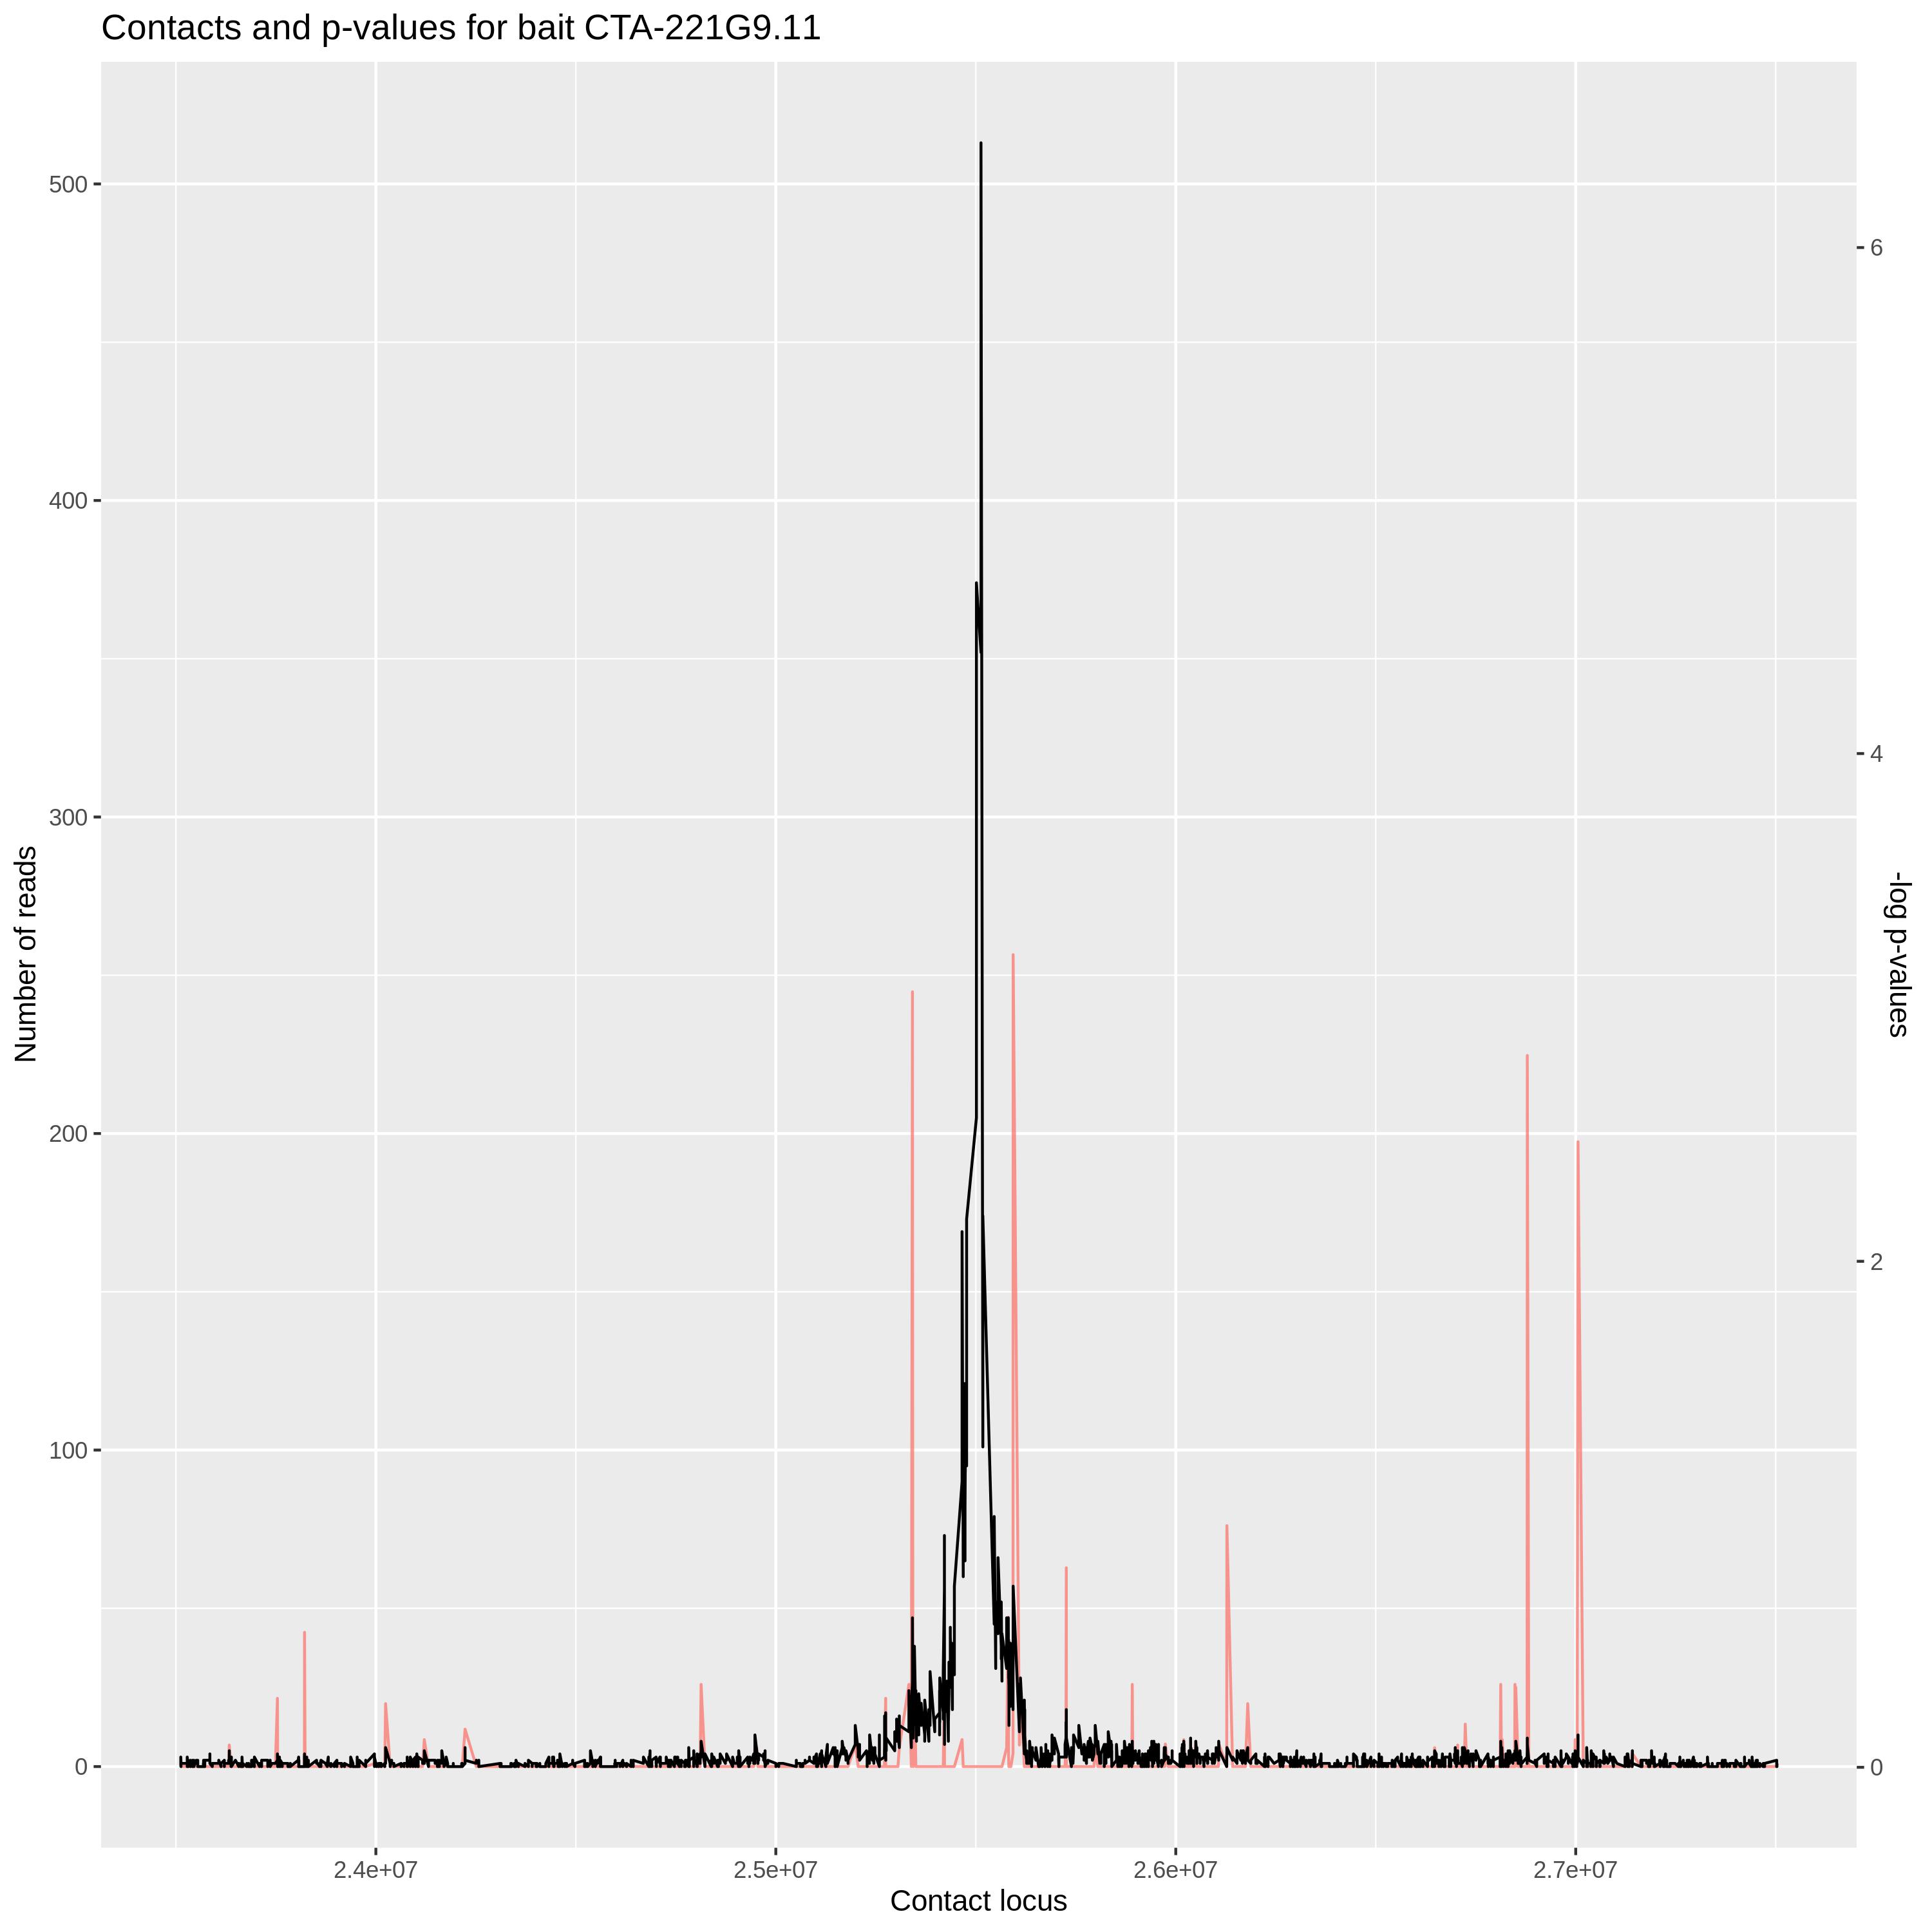 Contacts and p-values for bait CTA-221G9.11
500
400
300
200
100
0
Number of reads
6
4
2
0
-log p-values
2.4e+07
2.5e+07
2.6e+07
2.7e+07
Contact locus